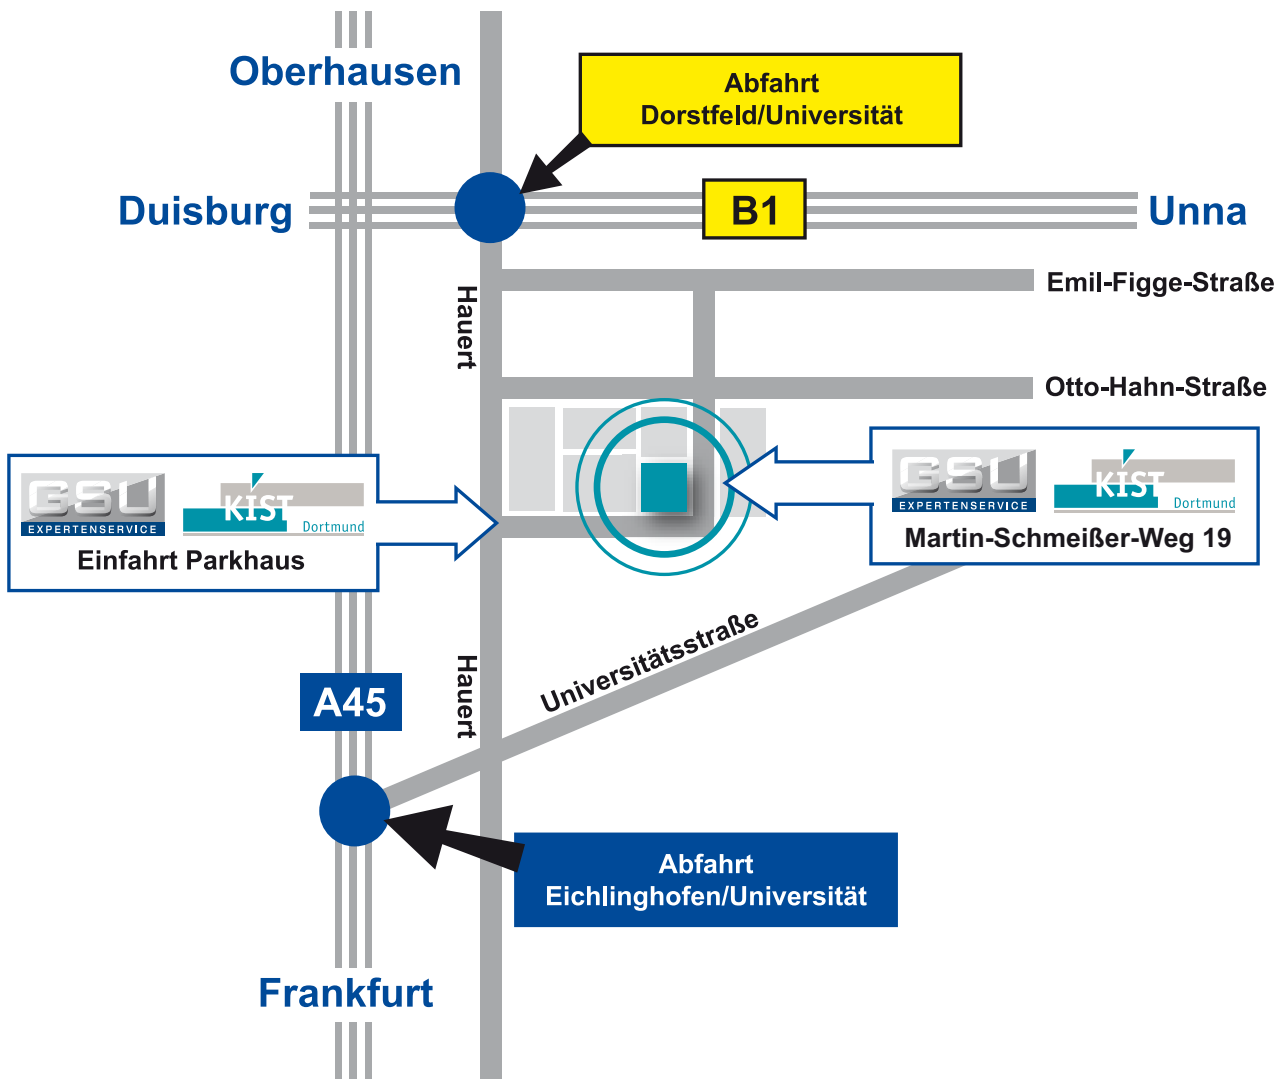 Oberhausen
Abfahrt
Dorstfeld/Universität
Duisburg
B1
Unna
Emil-Figge-Straße
Hauert
Otto-Hahn-Straße
GSU
EXPERTENSERVICE
KIST
Dortmund
Einfahrt Parkhaus
GSU
EXPERTENSERVICE
KIST
Dortmund
Martin-Schmeißer-Weg 19
Universitätsstraße
Hauert
A45
Abfahrt
Eichlinghofen/Universität
Frankfurt